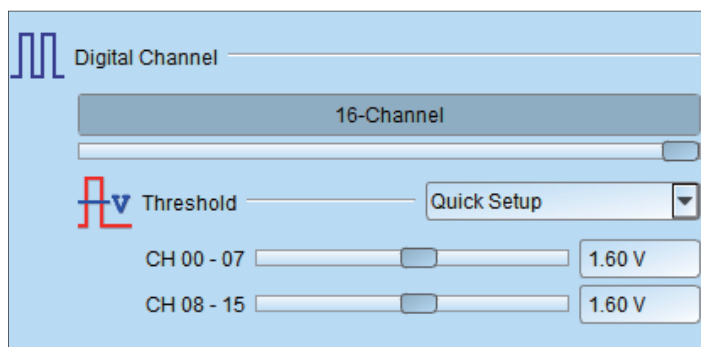 Digital Channel
16-Channel
V Threshold Quick Setup
CH 00 - 07 1.60 V
CH 08 - 15 1.60 V